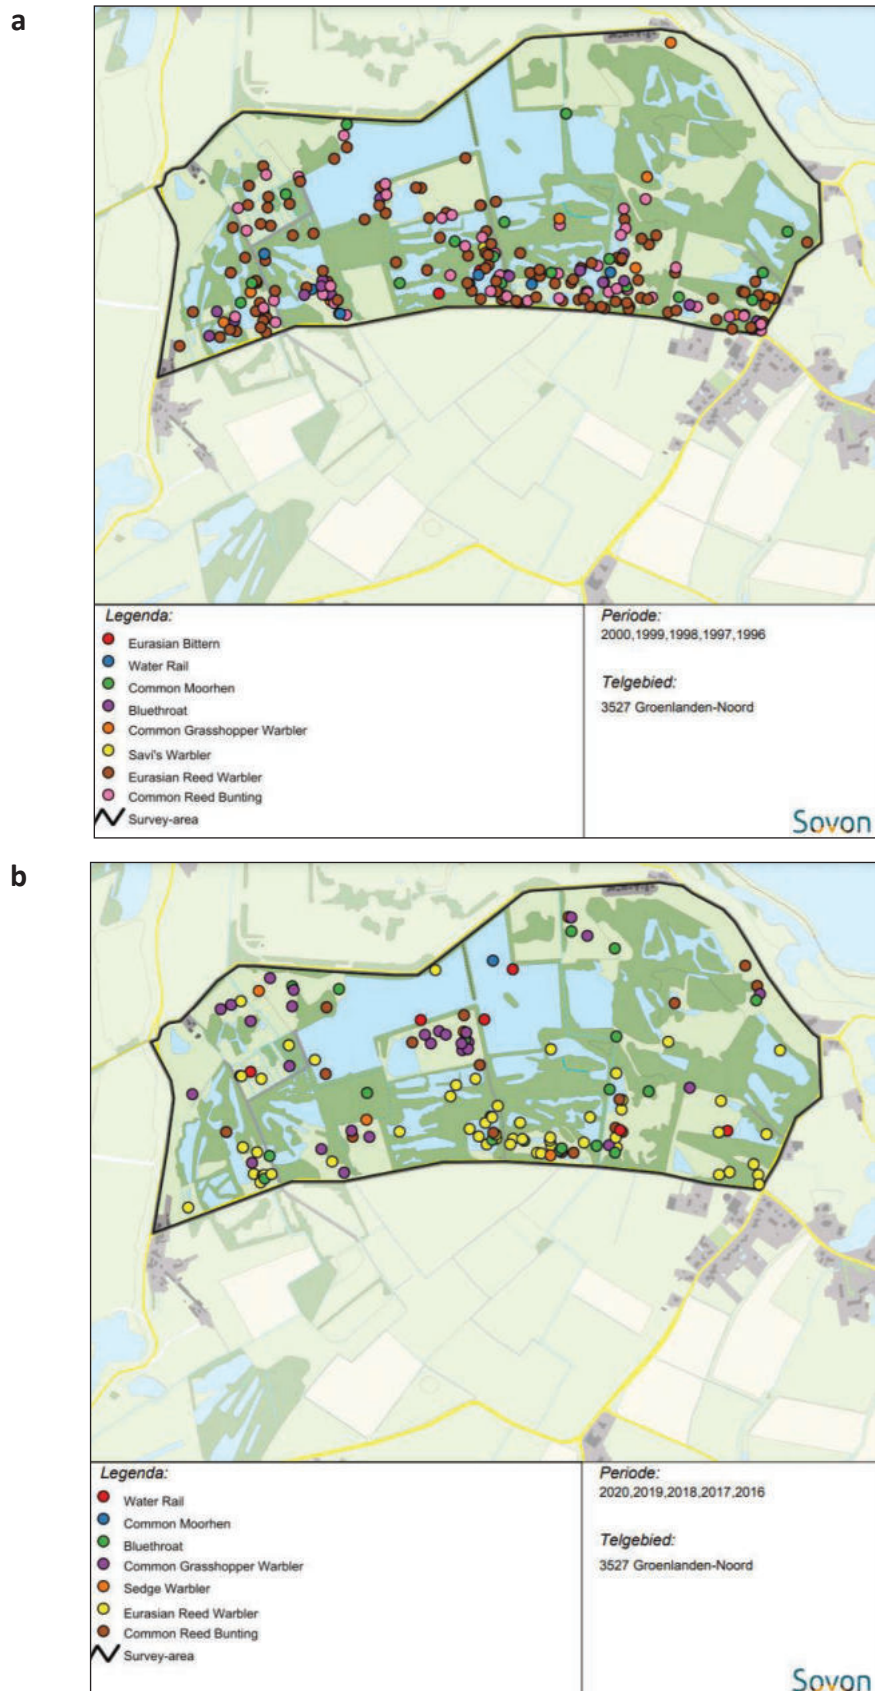 a
Legenda:
Eurasian Bittern
Water Rail
Common Moorhen
Bluethroat
Common Grasshopper Warbler
Savi's Warbler
Eurasian Reed Warbler
Common Reed Bunting
Survey-area
Periode:
2000,1999,1998,1997,1996
Telgebied:
3527 Groenlanden-Noord
Sovon
b
Legenda:
Water Rail
Common Moorhen
Bluethroat
Common Grasshopper Warbler
Sedge Warbler
Eurasian Reed Warbler
Common Reed Bunting
Survey-area
Periode:
2020,2019,2018,2017,2016
Telgebied:
3527 Groenlanden-Noord
Sovon